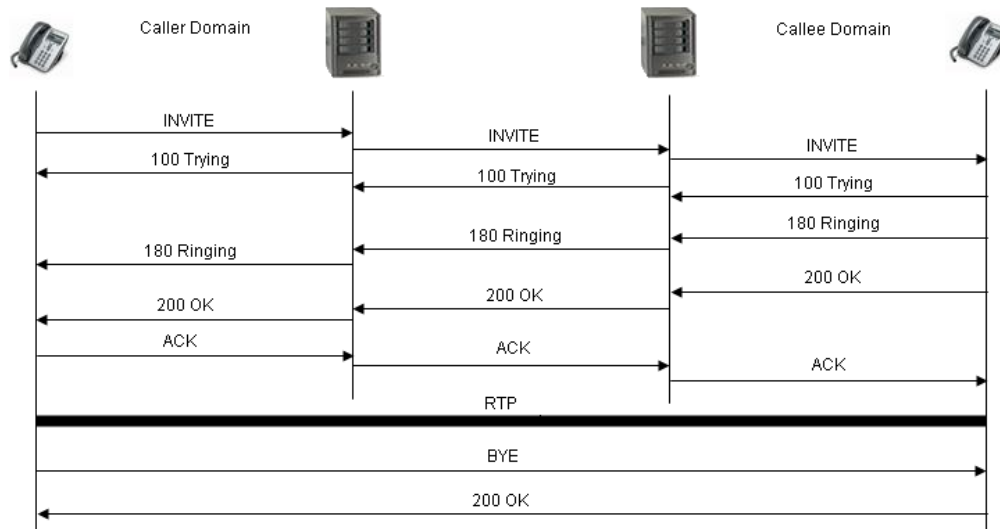 Caller Domain
Callee Domain
INVITE
INVITE
INVITE
100 Trying
100 Trying
100 Trying
180 Ringing
180 Ringing
180 Ringing
200 OK
200 OK
200 OK
ACK
ACK
ACK
RTP
BYE
200 OK